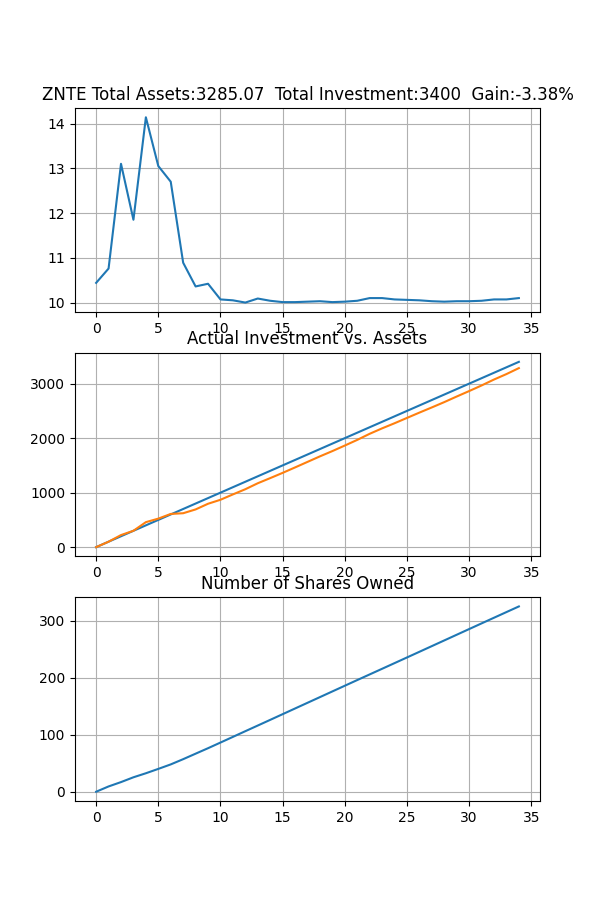 ZNTE Total Assets:3285.07  Total Investment:3400  Gain:-3.38%
14
13
12
11
10
0 5 10 15 20 25 30 35
Actual Investment vs. Assets
3000
2000
1000
0
0 5 10 15 20 25 30 35
Number of Shares Owned
300
200
100
0
0 5 10 15 20 25 30 35